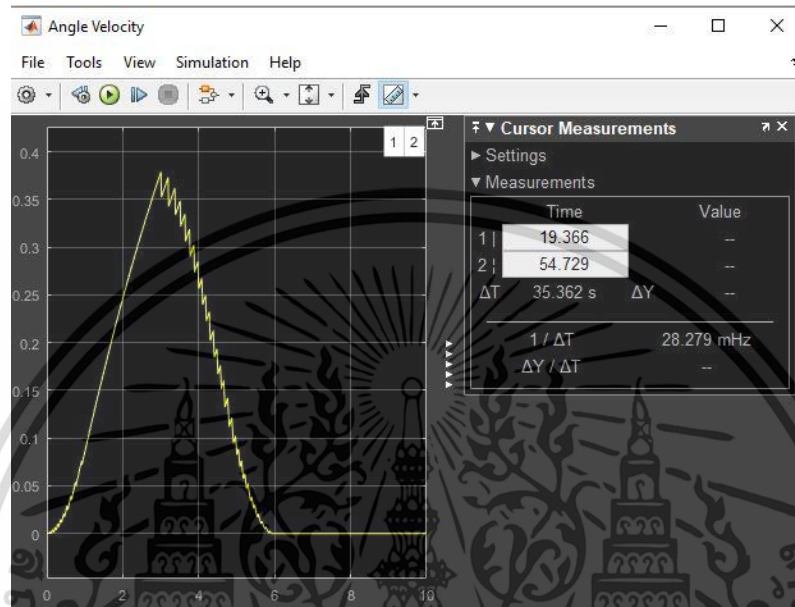 Angle Velocity
File Tools View Simulation Help
1 2
0.4
0.35
0.3
0.25
0.2
0.15
0.1
0.05
0
0 2 4 6 8 10
Cursor Measurements
Settings
Measurements
Time Value
1 | 19.366 --
2 ¦ 54.729 --
ΔT 35.362 s ΔY --
1 / ΔT 28.279 mHz
ΔY / ΔT --